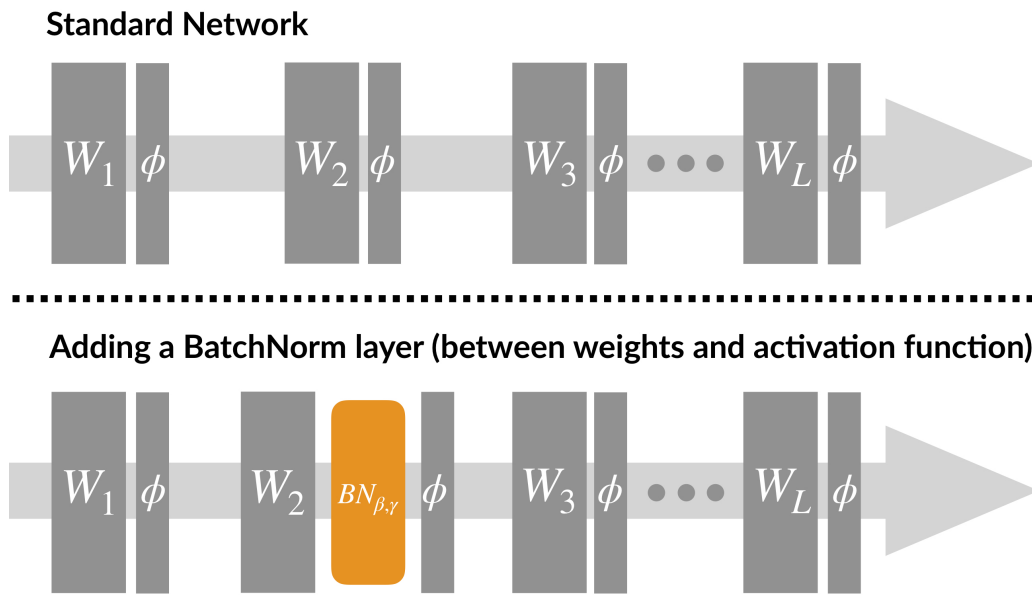 Standard Network
W₁ ϕ W₂ ϕ W₃ ϕ ••• W_L ϕ
Adding a BatchNorm layer (between weights and activation function)
W₁ ϕ W₂ BN_β,γ ϕ W₃ ϕ ••• W_L ϕ